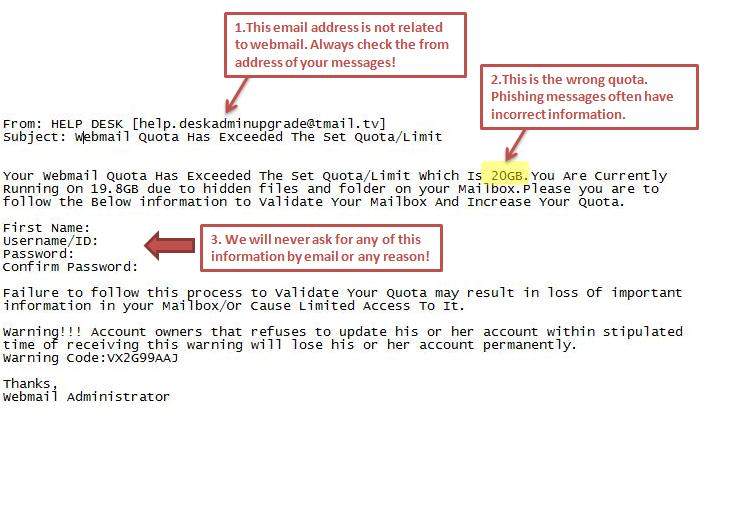 1.This email address is not related
to webmail. Always check the from
address of your messages!
2.This is the wrong quota.
Phishing messages often have
incorrect information.
From: HELP DESK [help.deskadminupgrade@tmail.tv]
Subject: Webmail Quota Has Exceeded The Set Quota/Limit
Your Webmail Quota Has Exceeded The Set Quota/Limit Which Is 20GB.You Are Currently
Running On 19.8GB due to hidden files and folder on your Mailbox.Please you are to
follow the Below information to Validate Your Mailbox And Increase Your Quota.
First Name:
Username/ID:
Password:
Confirm Password:
3. We will never ask for any of this
information by email or any reason!
Failure to follow this process to Validate Your Quota may result in loss Of important
information in your Mailbox/Or Cause Limited Access To It.
Warning!!! Account owners that refuses to update his or her account within stipulated
time of receiving this warning will lose his or her account permanently.
Warning Code:VX2G99AAJ
Thanks,
Webmail Administrator